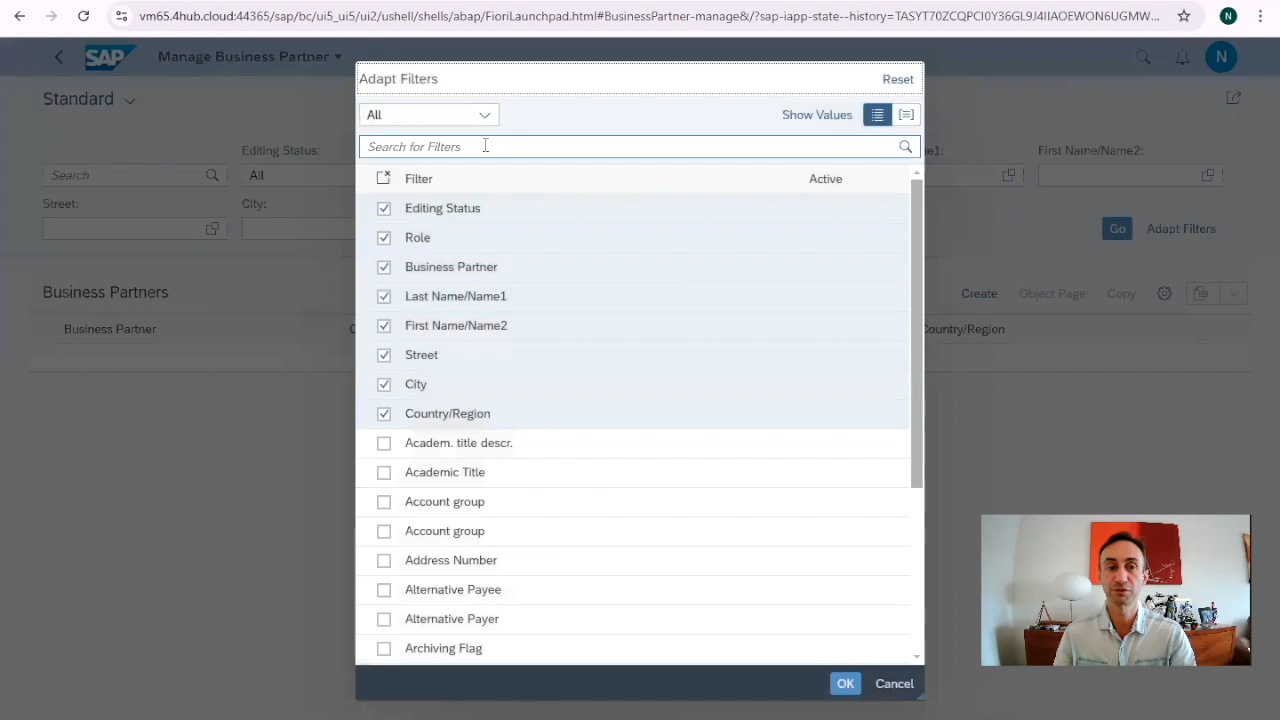 vm65.4hub.cloud:44365/sap/bc/ui5_ui5/ui2/ushell/shells/abap/FioriLaunchpad.html#BusinessPartner-manage&/?sap-iapp-state--history=TASYT70ZCQPCI0Y36GL9J4IIAOEWON6UGMW...
N
SAP
Manage Business Partner
N
Standard
Adapt Filters
Reset
All
Show Values
Search for Filters
Editing Status:
First Name/Name2:
Search
All
Street:
City:
Go
Adapt Filters
Filter
Active
Editing Status
Role
Business Partner
Last Name/Name1
First Name/Name2
Street
City
Country/Region
Academ. title descr.
Academic Title
Account group
Account group
Address Number
Alternative Payee
Alternative Payer
Archiving Flag
OK
Cancel
Business Partners
Create
Object Page
Copy
Business Partner
Country/Region